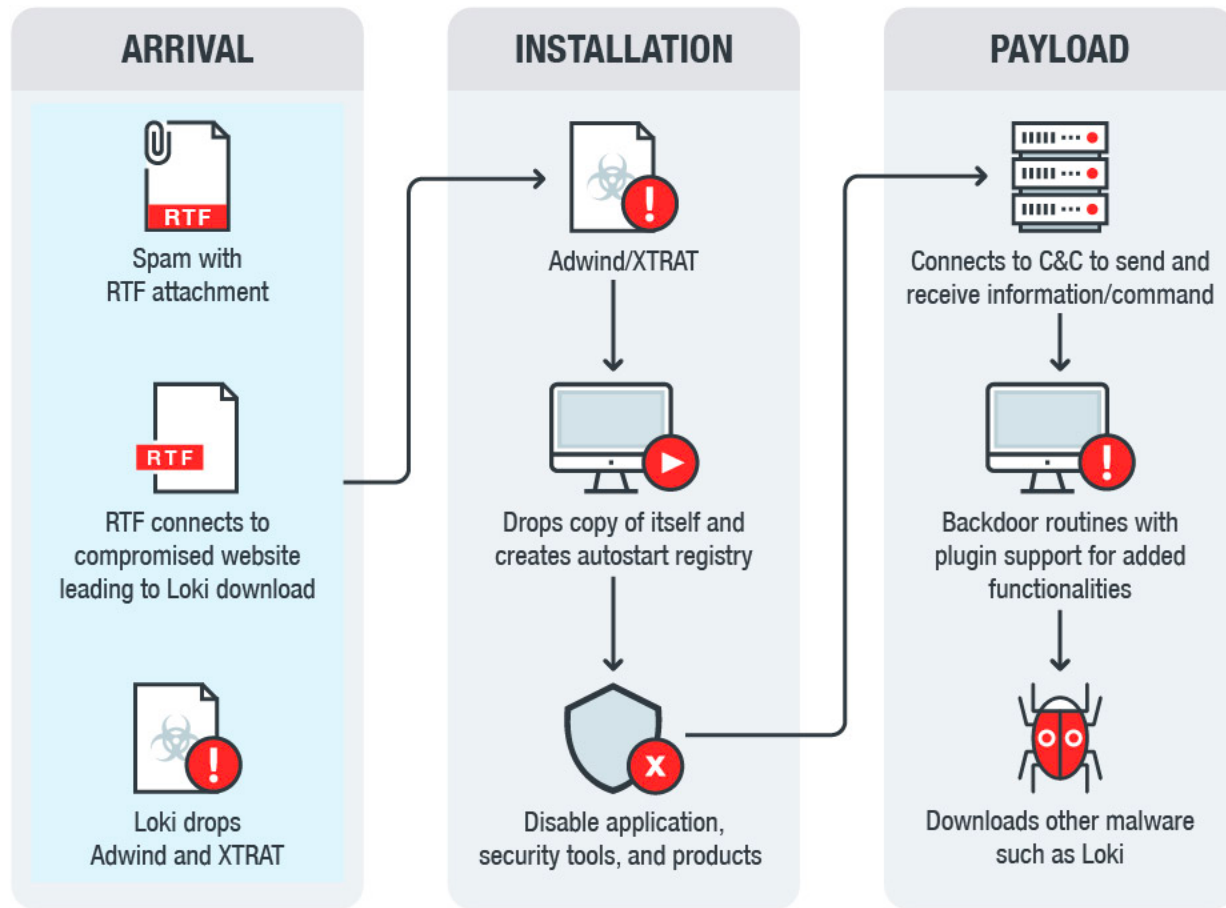 ARRIVAL
RTF
Spam with
RTF attachment
RTF
RTF connects to
compromised website
leading to Loki download
!
Loki drops
Adwind and XTRAT
INSTALLATION
!
Adwind/XTRAT
Drops copy of itself and
creates autostart registry
x
Disable application,
security tools, and products
PAYLOAD
Connects to C&C to send and
receive information/command
!
Backdoor routines with
plugin support for added
functionalities
Downloads other malware
such as Loki